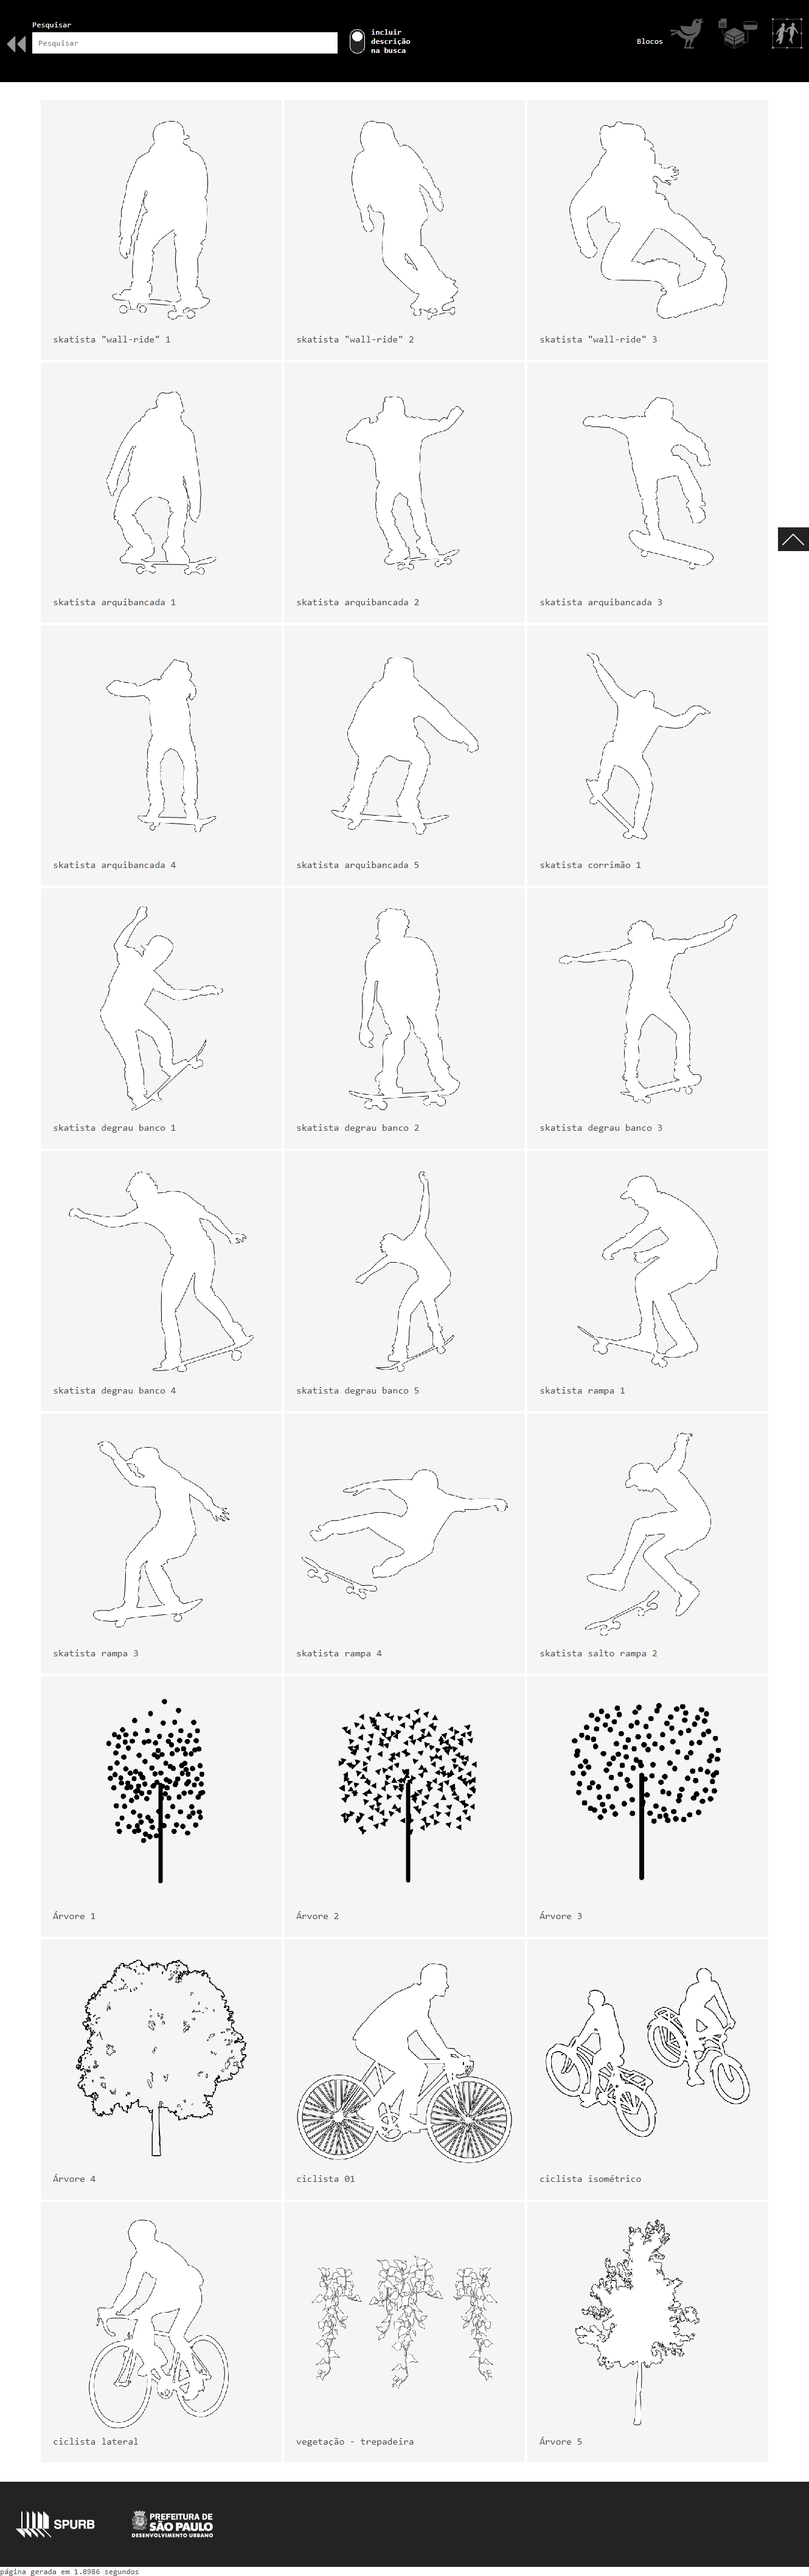 Pesquisar
Pesquisar
incluir
descrição
na busca
Blocos
skatista "wall-ride" 1
skatista "wall-ride" 2
skatista "wall-ride" 3
skatista arquibancada 1
skatista arquibancada 2
skatista arquibancada 3
skatista arquibancada 4
skatista arquibancada 5
skatista corrimão 1
skatista degrau banco 1
skatista degrau banco 2
skatista degrau banco 3
skatista degrau banco 4
skatista degrau banco 5
skatista rampa 1
skatista rampa 3
skatista rampa 4
skatista salto rampa 2
Árvore 1
Árvore 2
Árvore 3
Árvore 4
ciclista 01
ciclista isométrico
ciclista lateral
vegetação - trepadeira
Árvore 5
SPURB
PREFEITURA DE
SÃO PAULO
DESENVOLVIMENTO URBANO
página gerada em 1.8986 segundos